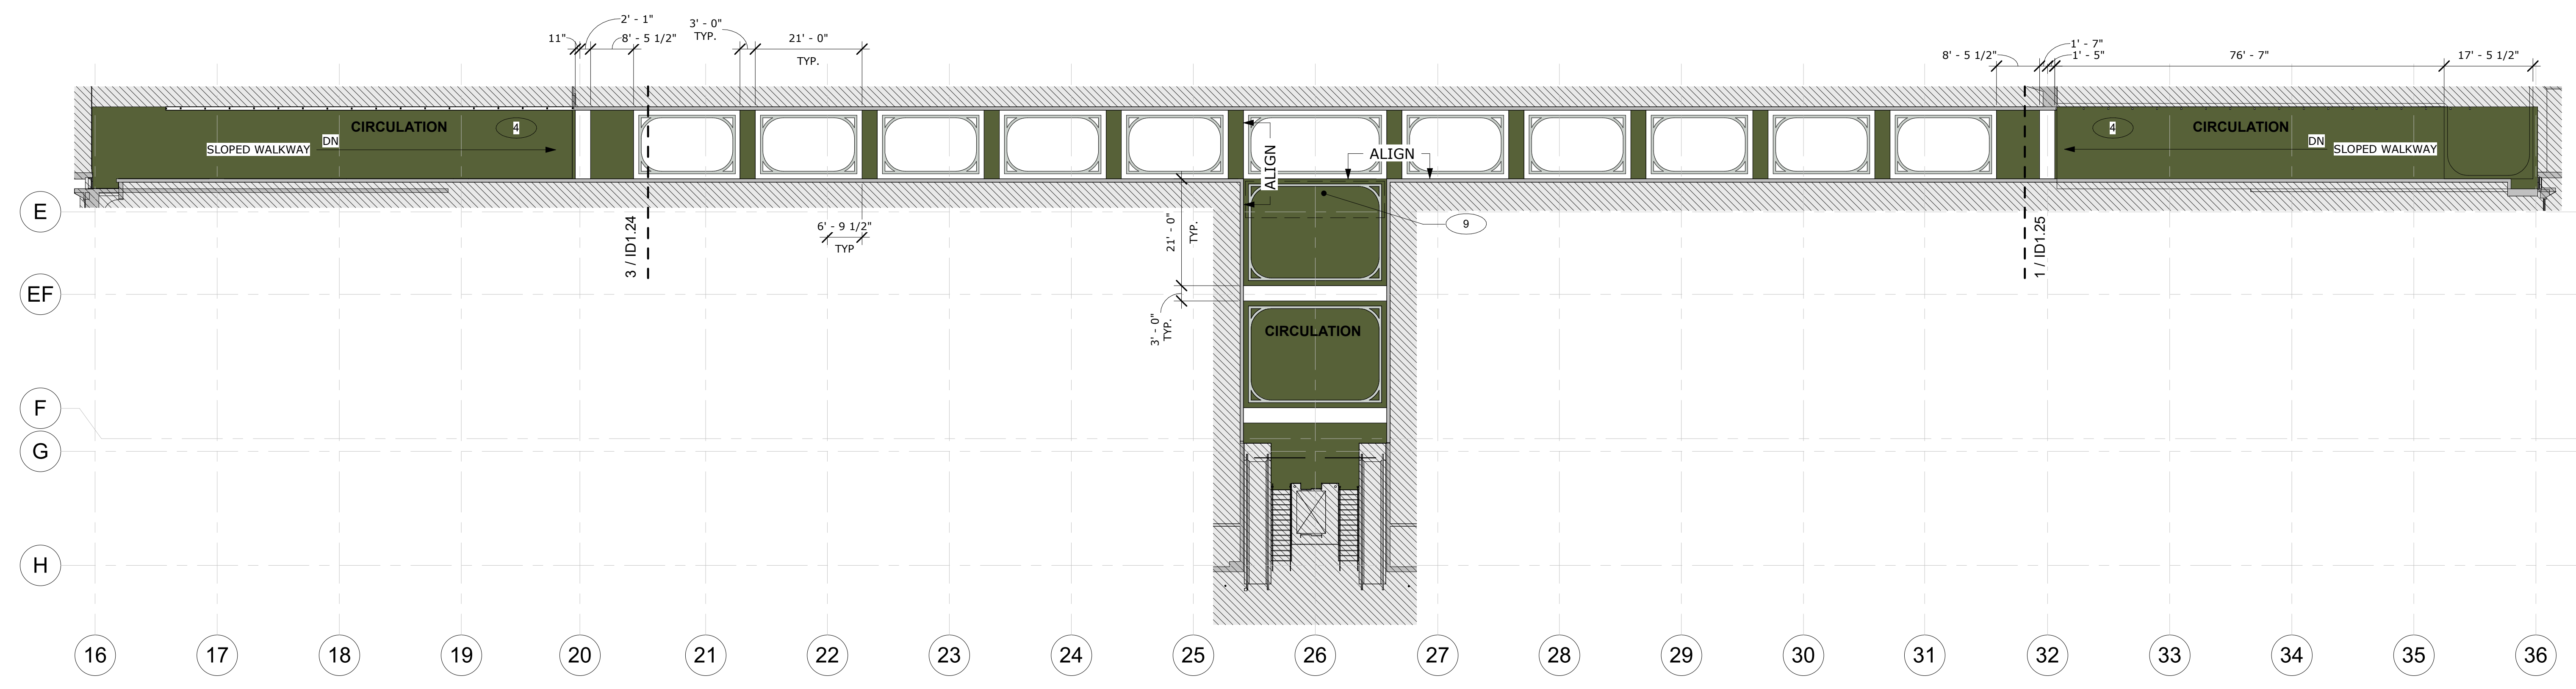 2' - 1"
3' - 0"
TYP.
11"
8' - 5 1/2"
21' - 0"
TYP.
1' - 7"
8' - 5 1/2"
1' - 5"
76' - 7"
17' - 5 1/2"
CIRCULATION
4
DN
SLOPED WALKWAY
ALIGN
ALIGN
4
CIRCULATION
DN
SLOPED WALKWAY
E
3 / ID1.24
6' - 9 1/2"
TYP
21' - 0"
TYP.
9
1 / ID1.25
EF
3' - 0"
TYP.
CIRCULATION
F
G
H
16
17
18
19
20
21
22
23
24
25
26
27
28
29
30
31
32
33
34
35
36